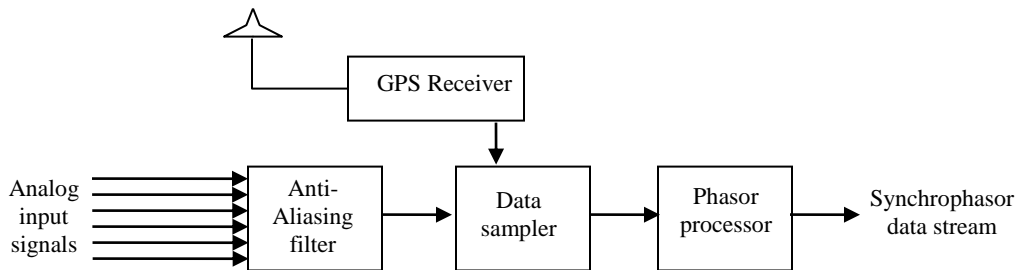 GPS Receiver
Analog
input
signals
Anti-
Aliasing
filter
Data
sampler
Phasor
processor
Synchrophasor
data stream